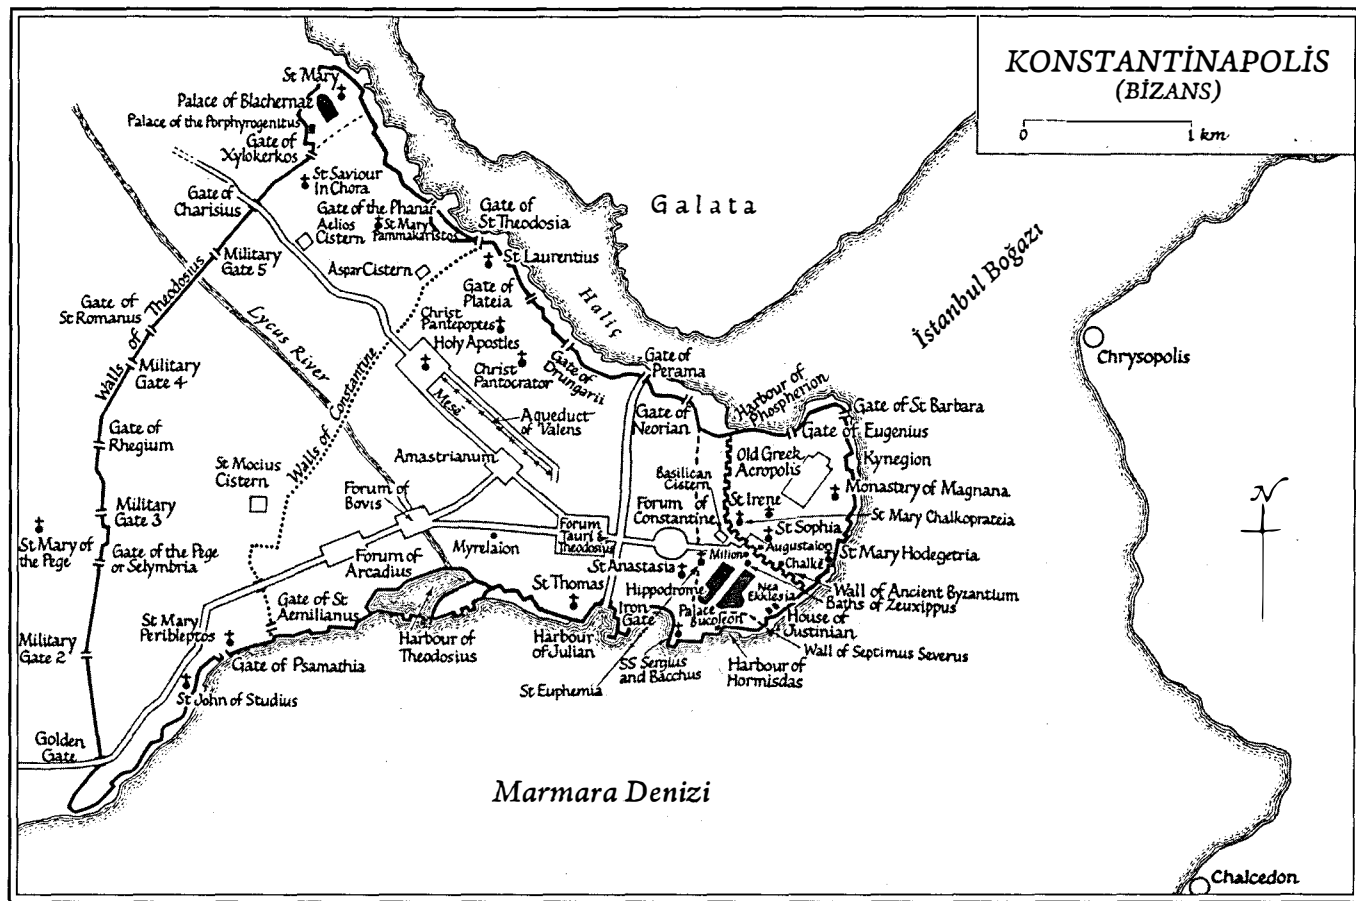 KONSTANTİNAPOLİS
(BİZANS)
0 1 km
St Mary
Palace of Blachernae
Palace of the Porphyrogenitus
Gate of
Xylokerkos
St Saviour
In Chora
Gate of
Charisius
Gate of the Phanar
Aelios
Cistern
St Mary
Pammakaristos
Gate of
St Theodosia
Galata
Military
Gate 5
Aspar Cistern
St Laurentius
Gate of
Plateia
Haliç
İstanbul Boğazı
Gate of
St Romanus
Walls of Theodosius
Lycus River
Christ
Pantepoptes
Holy Apostles
Christ
Pantocrator
Gate of
Drungarii
Gate of
Perama
Chrysopolis
Military
Gate 4
Walls of Constantine
Mesē
Aqueduct
of Valens
Gate of
Neorian
Harbour of
Phospherion
Gate of St Barbara
Gate of Eugenius
Gate of
Rhegium
Amastrianum
Old Greek
Acropolis
Kynegion
St Mocius
Cistern
Basilican
Cistern
Forum of
Bovis
Forum of
Constantine
St Irene
Monastery of Magnana
St Mary Chalkoprateia
N
Military
Gate 3
St Mary of
the Pege
Gate of the Pege
or Selymbria
Forum of
Arcadius
Myrelaion
Forum
Tauri &
Theodosius
St Sophia
Augustaion
Milion
St Mary Hodegetria
St Anastasia
Chalkē
Hippodrome
Nea
Ekklesia
Wall of Ancient Byzantium
Baths of Zeuxippus
St Thomas
Gate of St
Aemilianus
Iron
Gate
Palace
Bucoleon
House of
Justinian
St Mary
Peribleptos
Harbour of
Theodosius
Harbour
of Julian
Wall of Septimus Severus
Military
Gate 2
Gate of Psamathia
SS Sergius
and Bacchus
Harbour of
Hormisdas
St Euphemia
St John of Studius
Golden
Gate
Marmara Denizi
Chalcedon